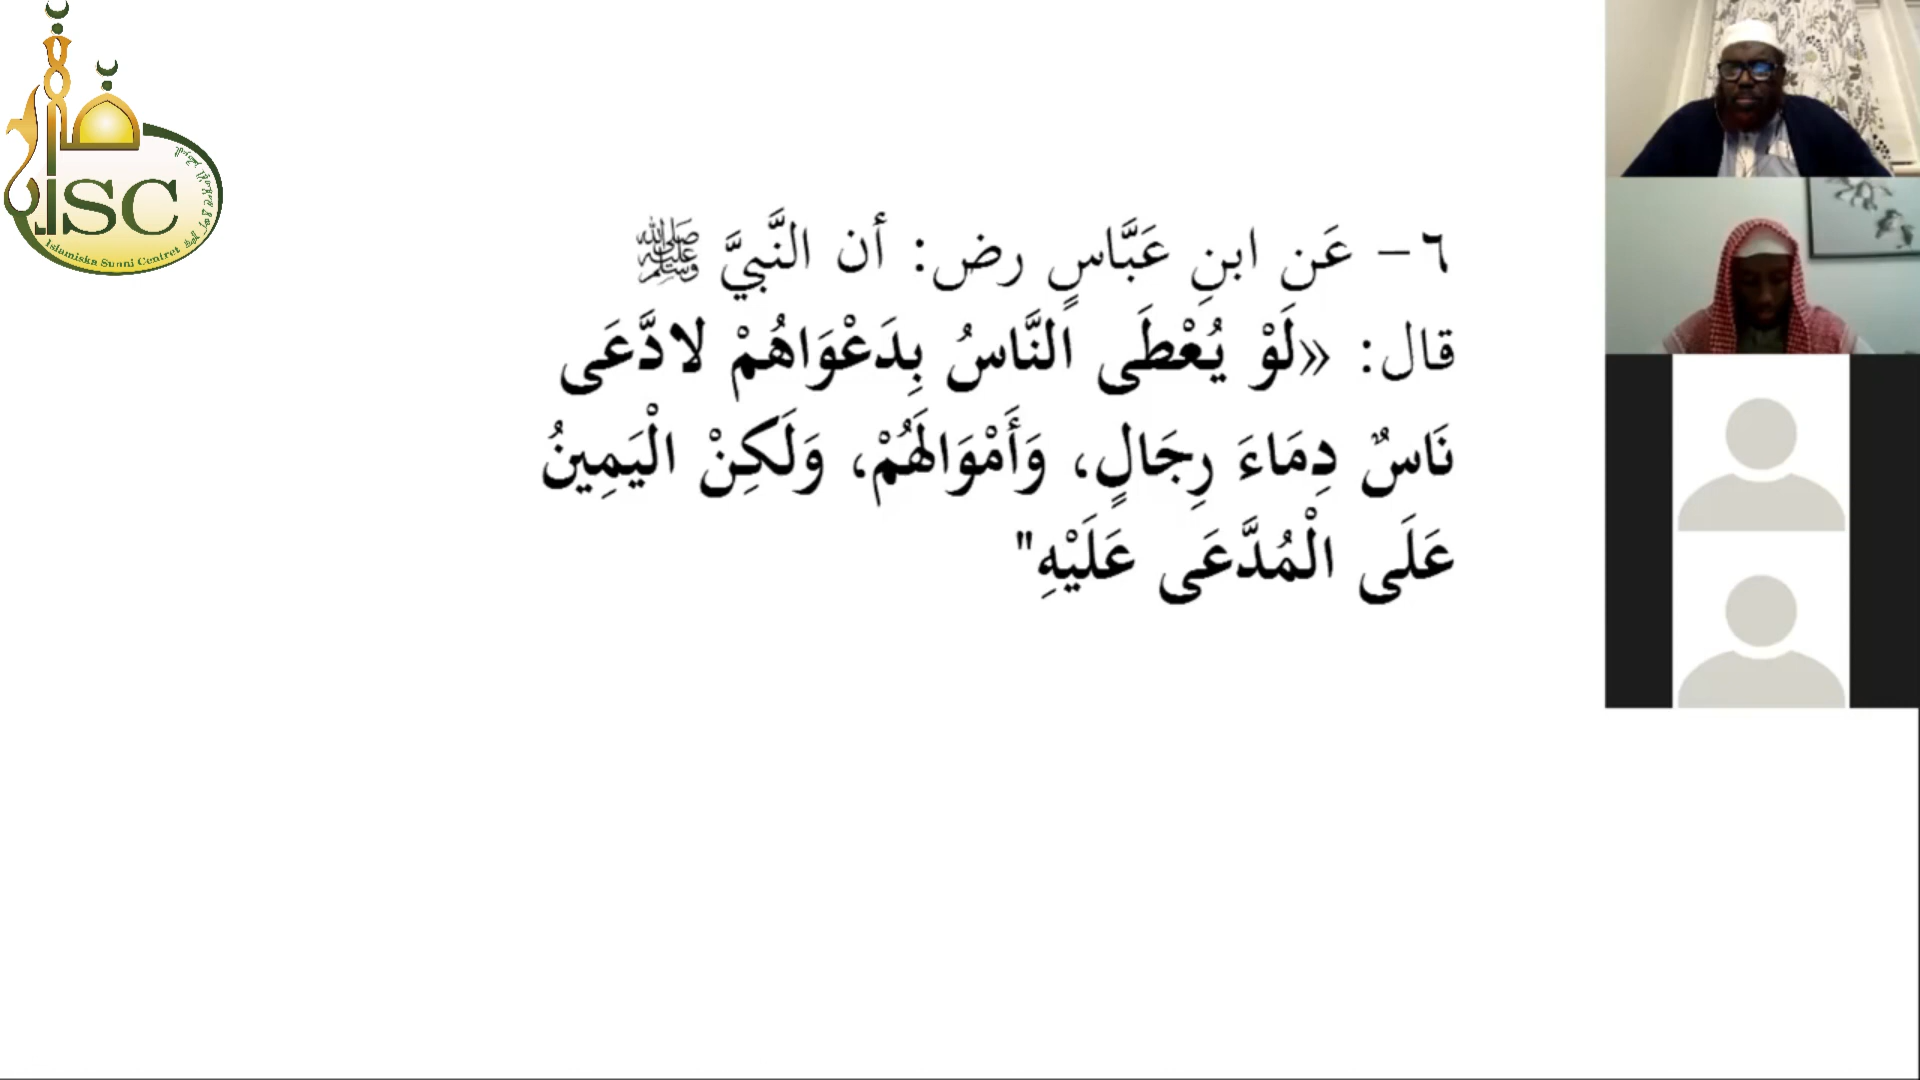 ISC
Islamiska Sunni Centret
٦ – عَن ابنِ عَبَّاسٍ رض: أن النَّبِيَّ ﷺ
قال: «لَوْ يُعْطَى النَّاسُ بِدَعْوَاهُمْ لادَّعَى
نَاسٌ دِمَاءَ رِجَالٍ، وَأَمْوَالَهُمْ، وَلَكِنْ الْيَمِينُ
عَلَى الْمُدَّعَى عَلَيْهِ"